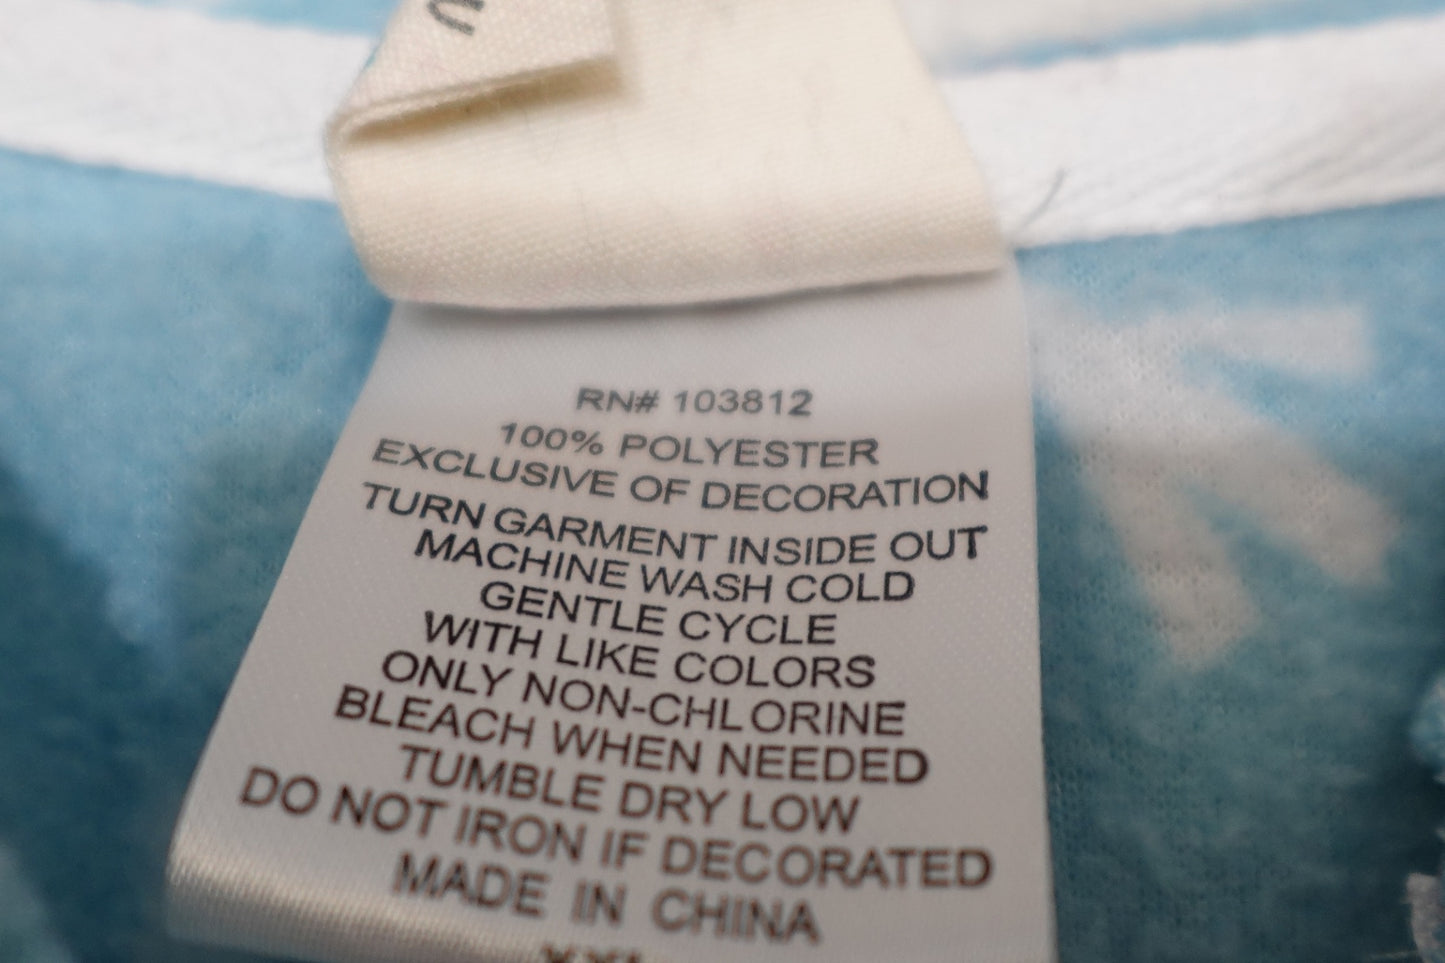 RN# 103812
100% POLYESTER
EXCLUSIVE OF DECORATION
TURN GARMENT INSIDE OUT
MACHINE WASH COLD
GENTLE CYCLE
WITH LIKE COLORS
ONLY NON-CHLORINE
BLEACH WHEN NEEDED
TUMBLE DRY LOW
DO NOT IRON IF DECORATED
MADE IN CHINA